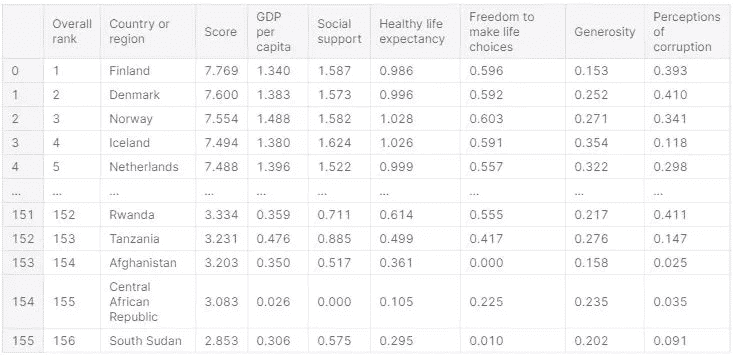 Overall rank Country or region Score GDP per capita Social support Healthy life expectancy Freedom to make life choices Generosity Perceptions of corruption
0 1 Finland 7.769 1.340 1.587 0.986 0.596 0.153 0.393
1 2 Denmark 7.600 1.383 1.573 0.996 0.592 0.252 0.410
2 3 Norway 7.554 1.488 1.582 1.028 0.603 0.271 0.341
3 4 Iceland 7.494 1.380 1.624 1.026 0.591 0.354 0.118
4 5 Netherlands 7.488 1.396 1.522 0.999 0.557 0.322 0.298
... ... ... ... ... ... ... ... ... ...
151 152 Rwanda 3.334 0.359 0.711 0.614 0.555 0.217 0.411
152 153 Tanzania 3.231 0.476 0.885 0.499 0.417 0.276 0.147
153 154 Afghanistan 3.203 0.350 0.517 0.361 0.000 0.158 0.025
154 155 Central African Republic 3.083 0.026 0.000 0.105 0.225 0.235 0.035
155 156 South Sudan 2.853 0.306 0.575 0.295 0.010 0.202 0.091